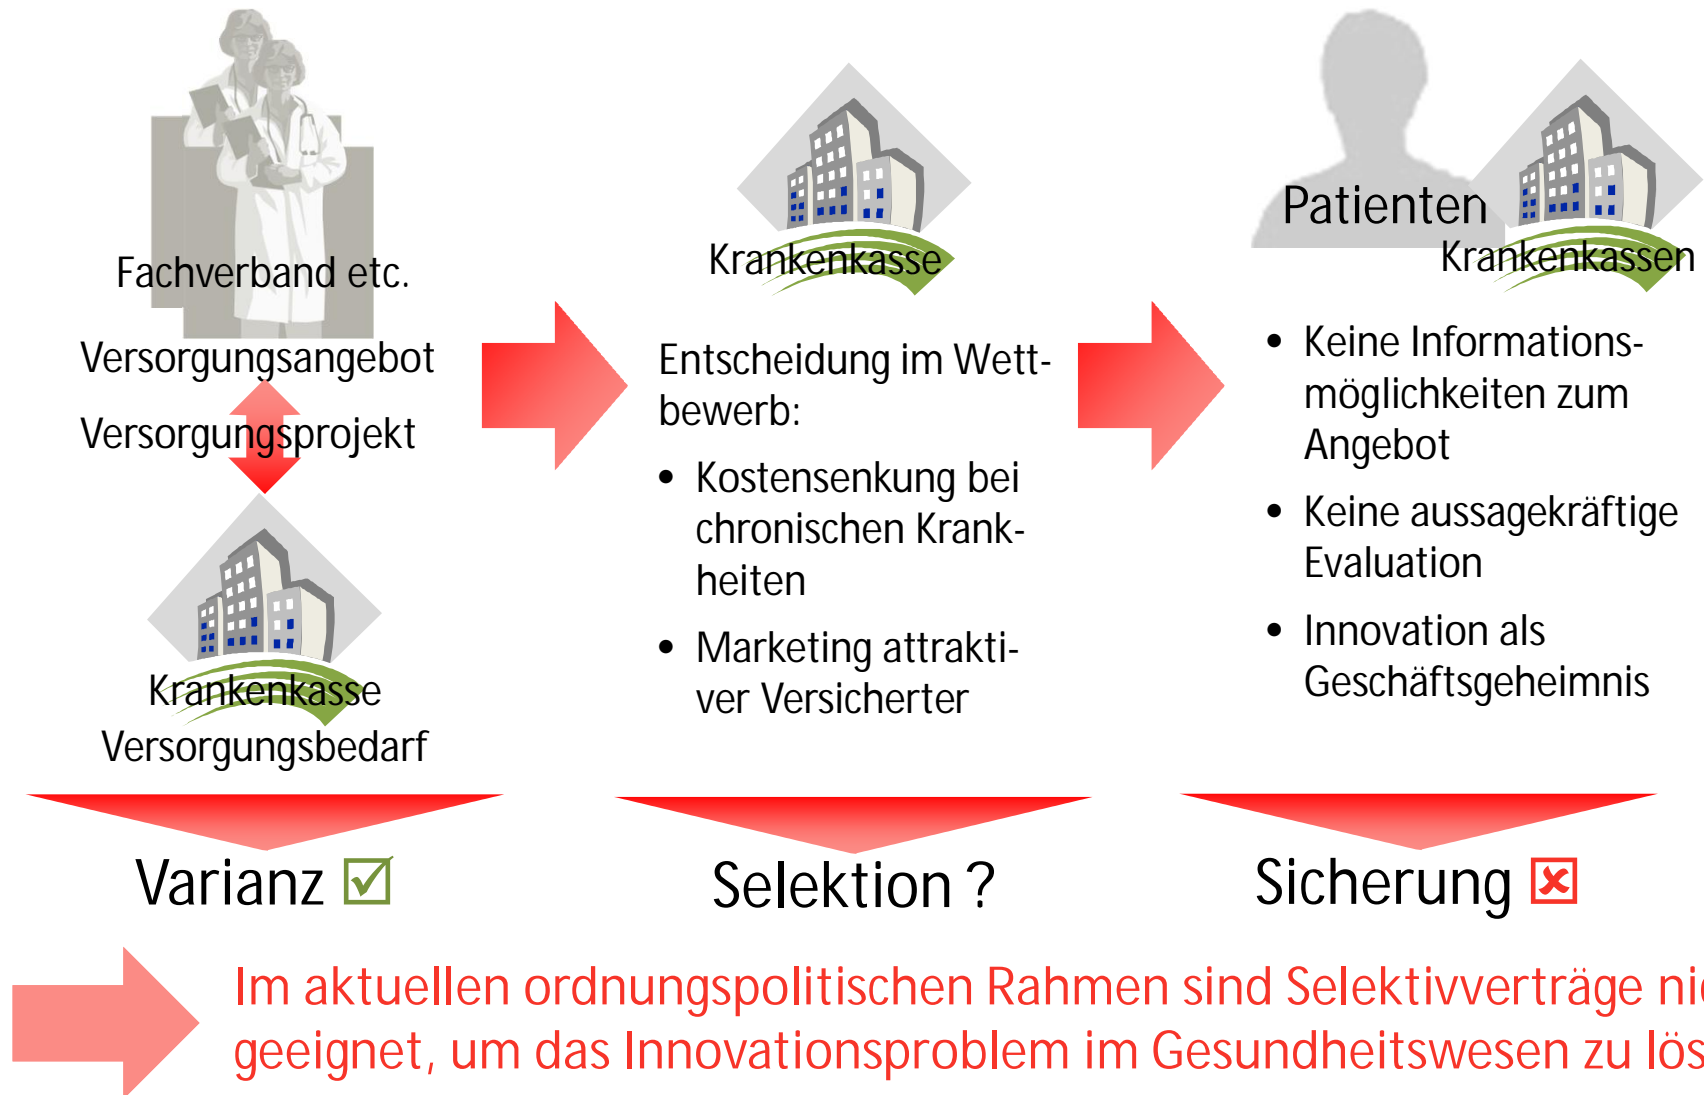 Fachverband etc.
Versorgungsangebot
Versorgungsprojekt
Krankenkasse
Versorgungsbedarf
Krankenkasse
Entscheidung im Wett-
bewerb:
• Kostensenkung bei
chronischen Krank-
heiten
• Marketing attrakti-
ver Versicherter
Patienten
Krankenkassen
• Keine Informations-
möglichkeiten zum
Angebot
• Keine aussagekräftige
Evaluation
• Innovation als
Geschäftsgeheimnis
Varianz ☑
Selektion ?
Sicherung ☒
Im aktuellen ordnungspolitischen Rahmen sind Selektivverträge
geeignet, um das Innovationsproblem im Gesundheitswesen zu